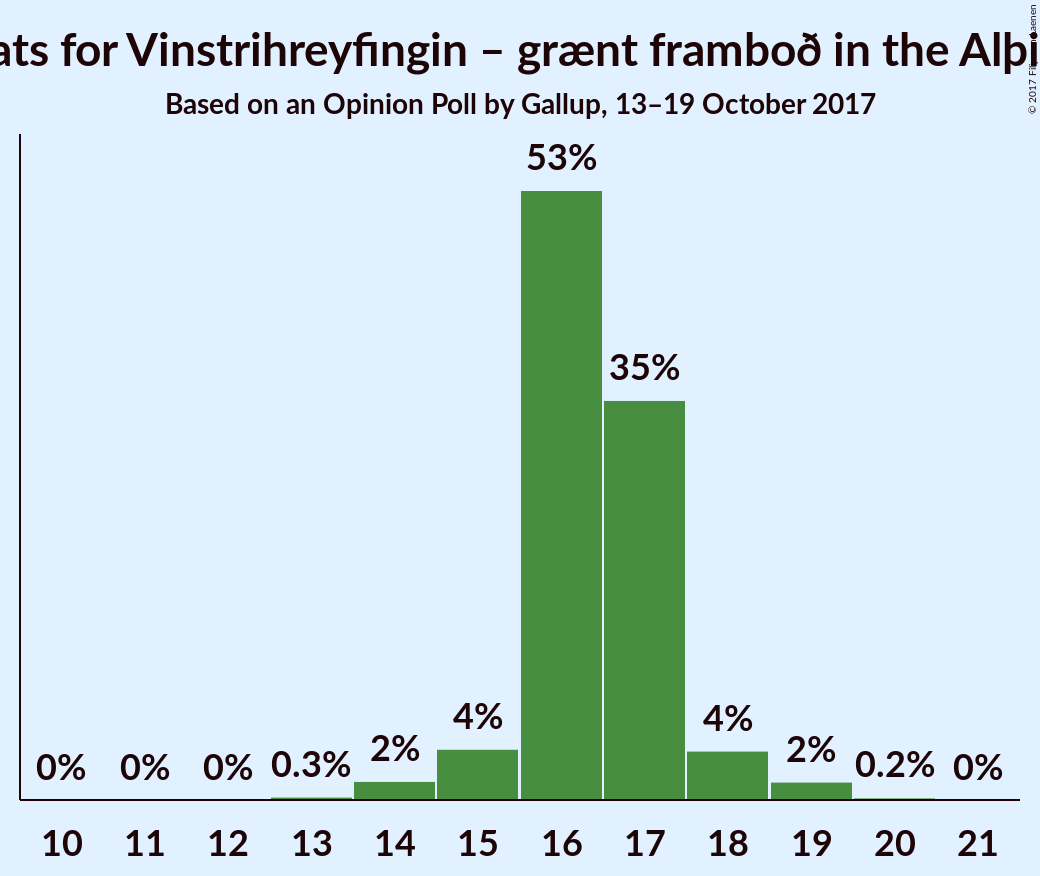 ats for Vinstrihreyfingin – grænt framboð in the Alþi
Based on an Opinion Poll by Gallup, 13–19 October 2017
© 2017
53%
35%
4%
4%
2%
2%
0% 0% 0% 0.3% 0.2% 0%
10 11 12 13 14 15 16 17 18 19 20 21